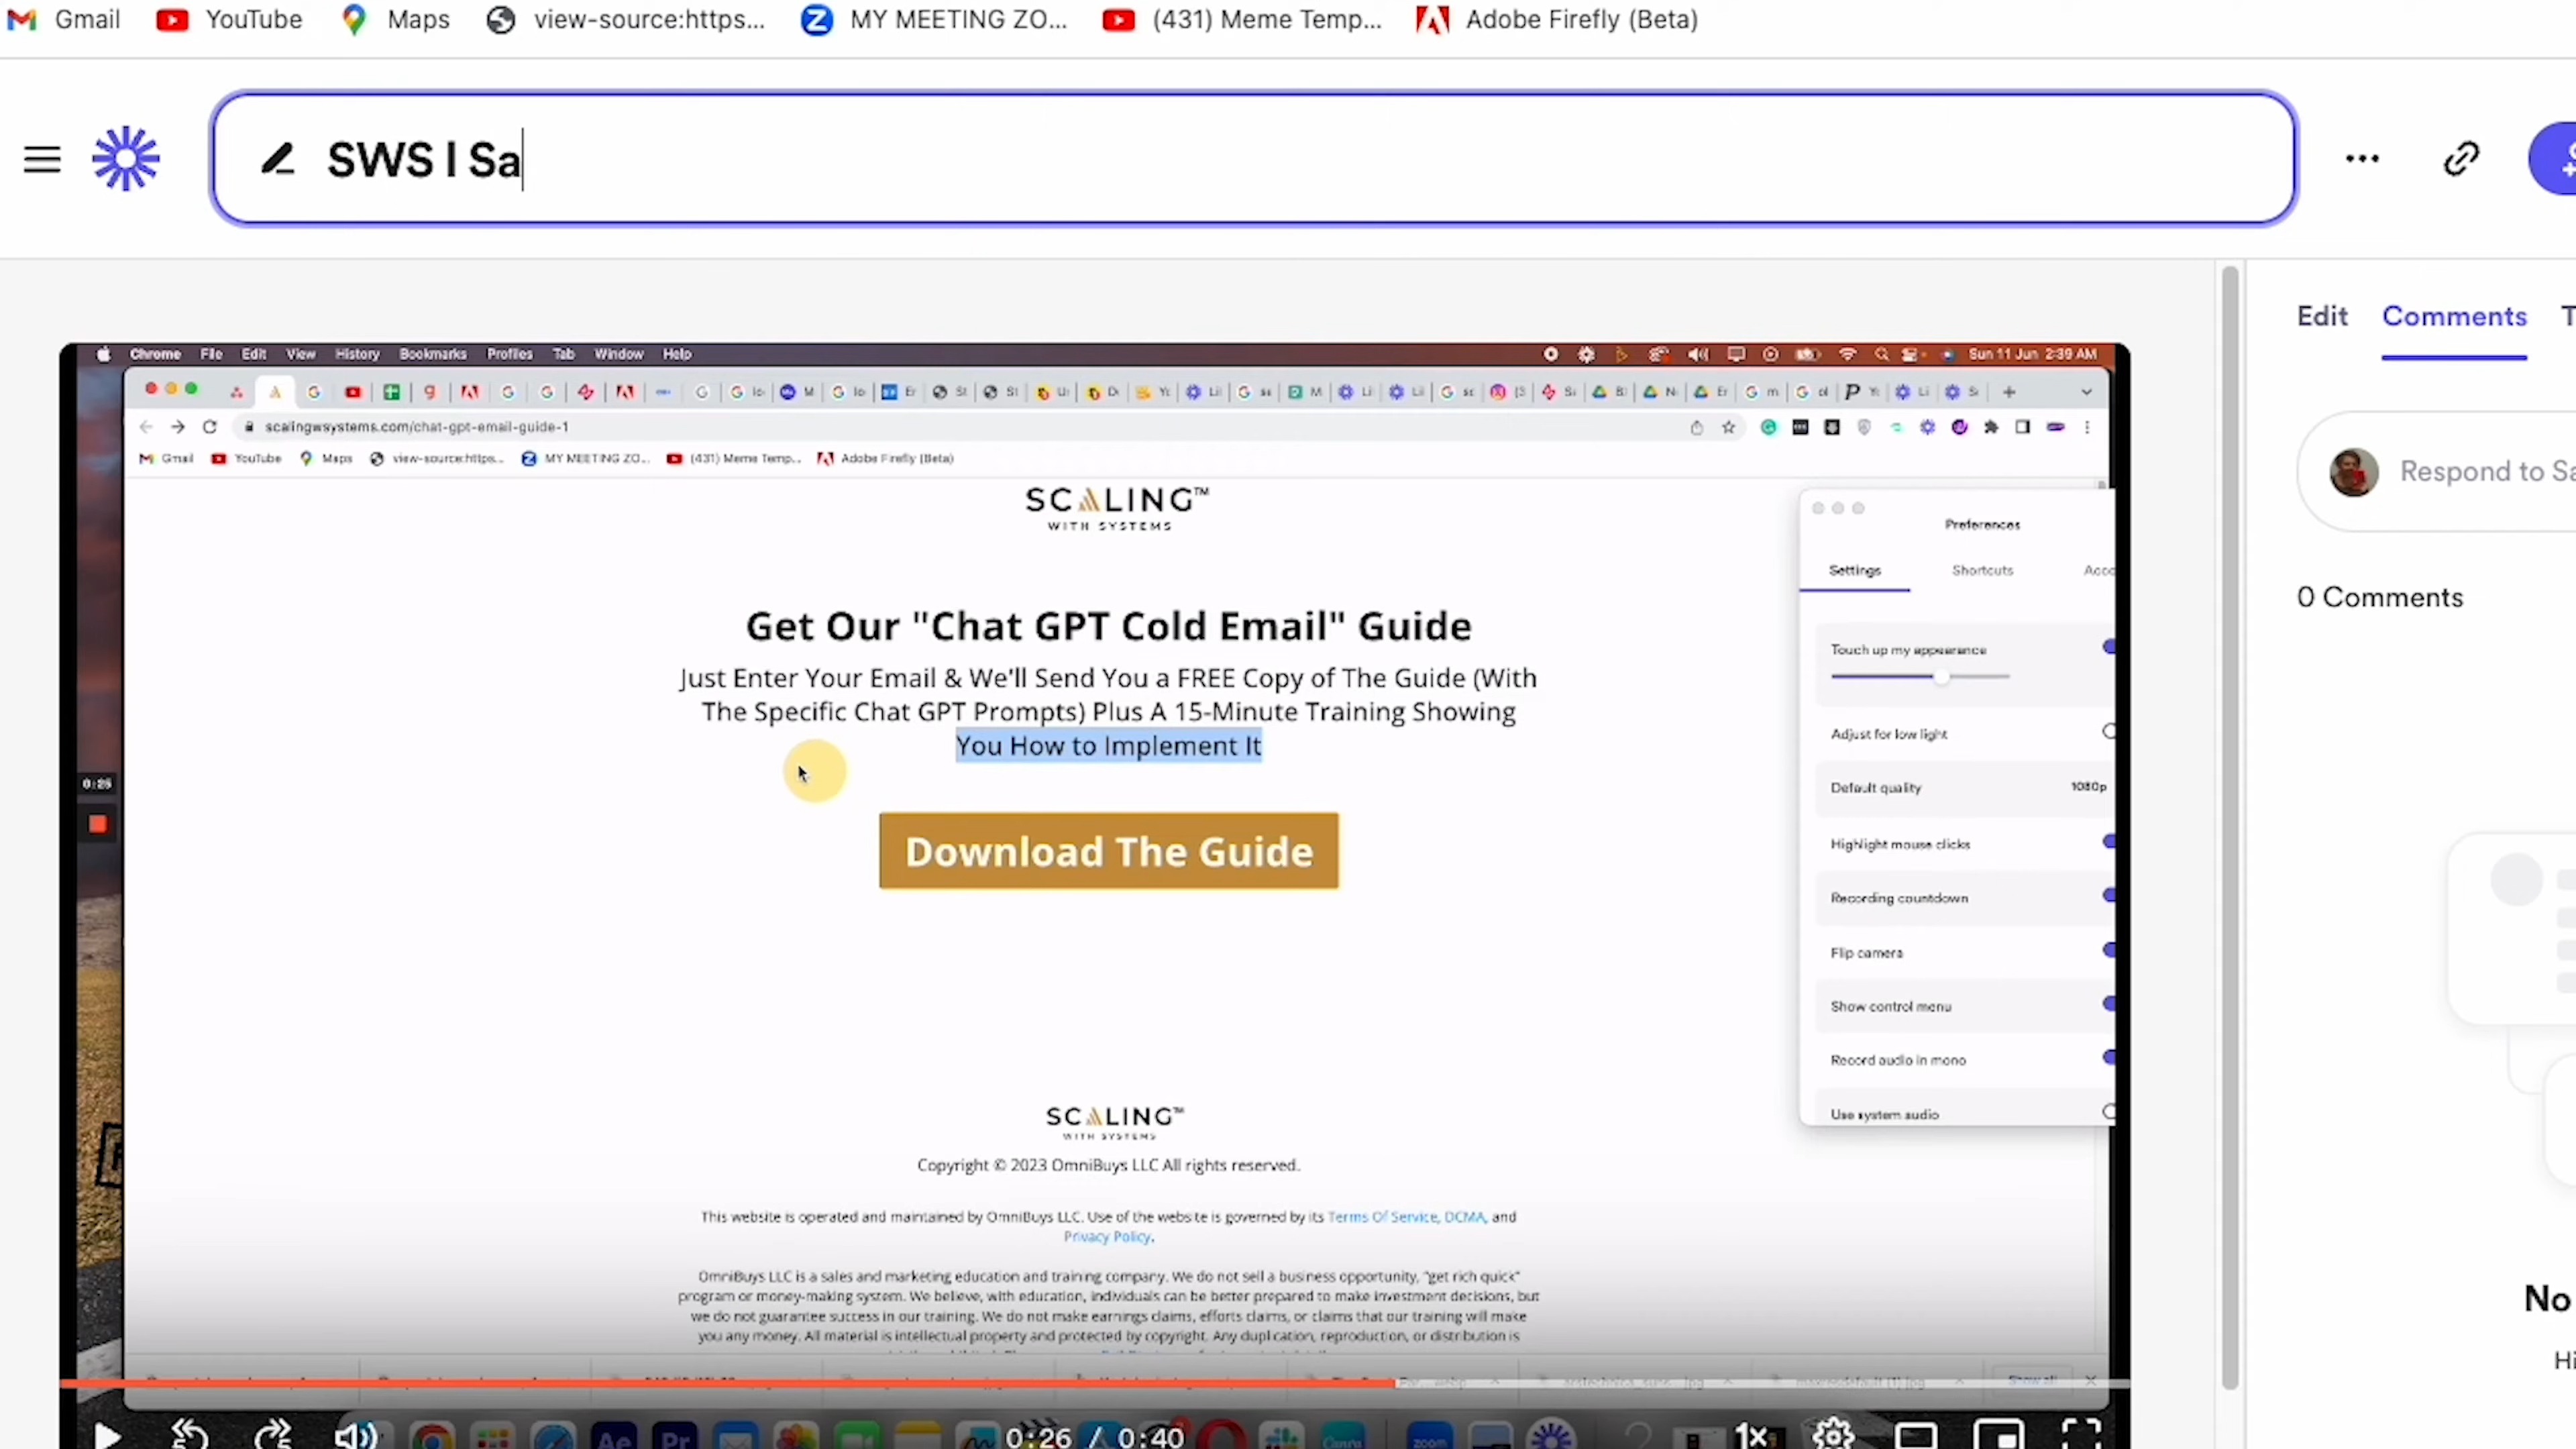 Gmail YouTube Maps view-source:https... MY MEETING ZO... (431) Meme Temp... Adobe Firefly (Beta)
SWS I Sa
Edit Comments T
Chrome File Edit View History Bookmarks Profiles Tab Window Help Sun 11 Jun 2:39 AM
scalingwsystems.com/chat-gpt-email-guide-1
Gmail YouTube Maps view-source:https... MY MEETING ZO... (431) Meme Temp... Adobe Firefly (Beta)
Respond to Sa
SCALING™
WITH SYSTEMS
Preferences
Settings Shortcuts Acco
0 Comments
Get Our "Chat GPT Cold Email" Guide
Just Enter Your Email & We'll Send You a FREE Copy of The Guide (With
The Specific Chat GPT Prompts) Plus A 15-Minute Training Showing
You How to Implement It
Touch up my appearance
Adjust for low light
Default quality 1080p
0:25
Download The Guide
Highlight mouse clicks
Recording countdown
Flip camera
Show control menu
Record audio in mono
Use system audio
SCALING™
WITH SYSTEMS
Copyright © 2023 OmniBuys LLC All rights reserved.
This website is operated and maintained by OmniBuys LLC. Use of the website is governed by its Terms Of Service, DCMA, and
Privacy Policy.
OmniBuys LLC is a sales and marketing education and training company. We do not sell a business opportunity, "get rich quick"
program or money-making system. We believe, with education, individuals can be better prepared to make investment decisions, but
we do not guarantee success in our training. We do not make earnings claims, efforts claims, or claims that our training will make
you any money. All material is intellectual property and protected by copyright. Any duplication, reproduction, or distribution is
No
Hi
Show all
0:26 / 0:40
1x